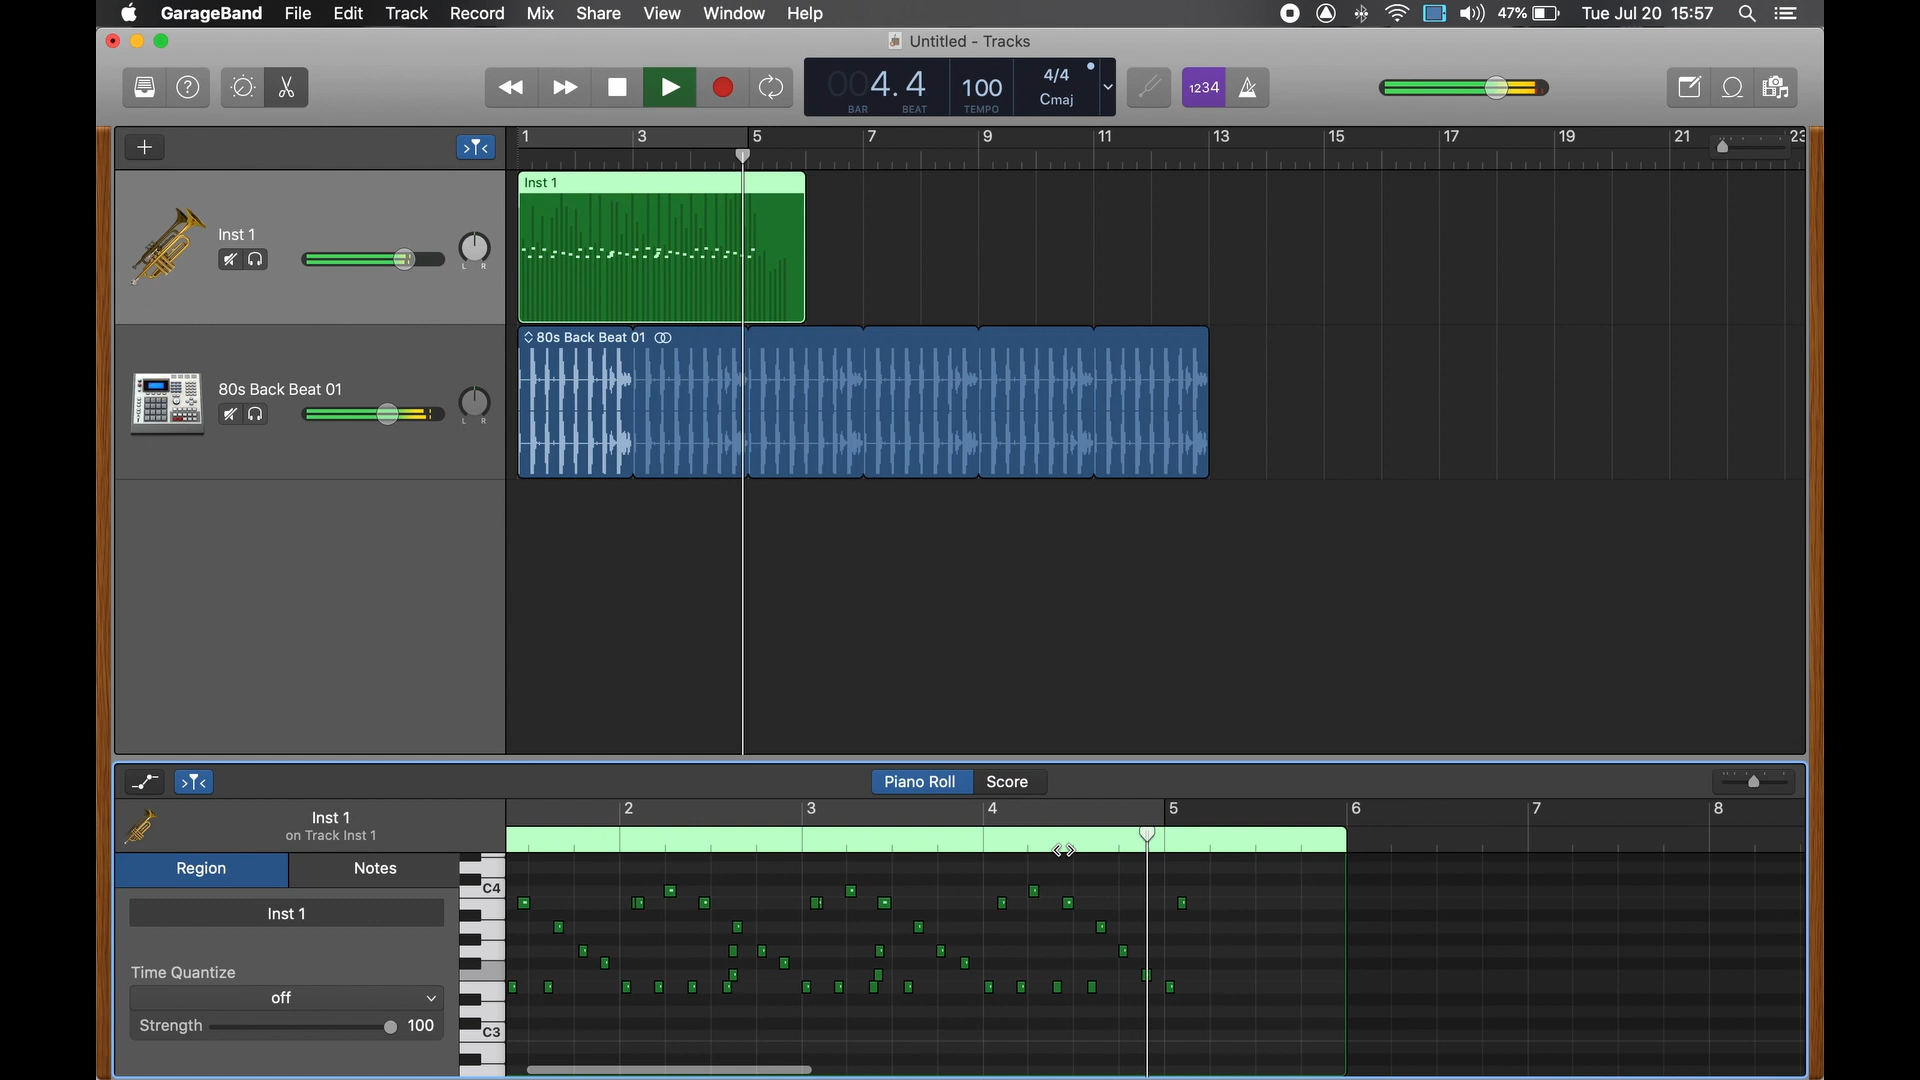 GarageBand File Edit Track Record Mix Share View Window Help 47% Tue Jul 20 15:57
Untitled - Tracks
004.4 100 4/4 1234
Cmaj
BAR BEAT TEMPO
1 3 5 7 9 11 13 15 17 19 21 23
Inst 1
Inst 1
L R
80s Back Beat 01
80s Back Beat 01
L R
Piano Roll Score
Inst 1 2 3 4 5 6 7 8
on Track Inst 1
Region Notes
C4
Inst 1
Time Quantize
off
Strength 100
C3